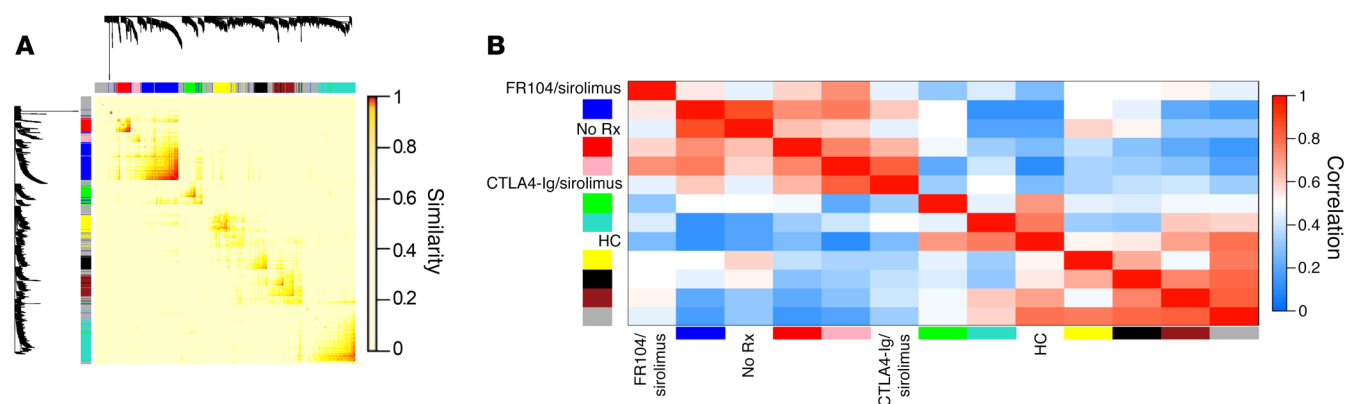 A
1
0.8
0.6
0.4
0.2
0
Similarity
B
FR104/sirolimus
No Rx
CTLA4-Ig/sirolimus
HC
FR104/
sirolimus
No Rx
CTLA4-Ig/
sirolimus
HC
1
0.8
0.6
0.4
0.2
0
Correlation